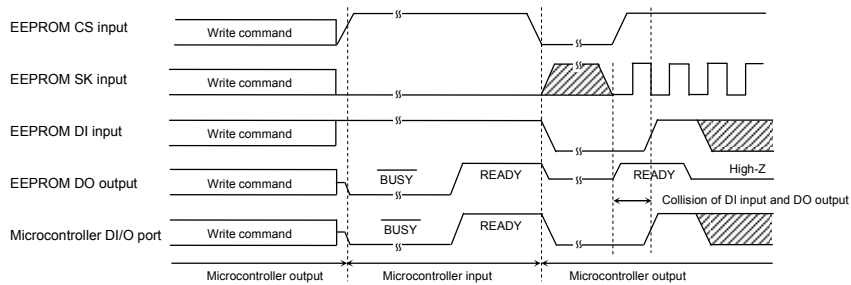 EEPROM CS input
Write command
EEPROM SK input
Write command
EEPROM DI input
Write command
EEPROM DO output
Write command
BUSY
READY
READY
High-Z
Collision of DI input and DO output
Microcontroller DI/O port
Write command
BUSY
READY
Microcontroller output
Microcontroller input
Microcontroller output